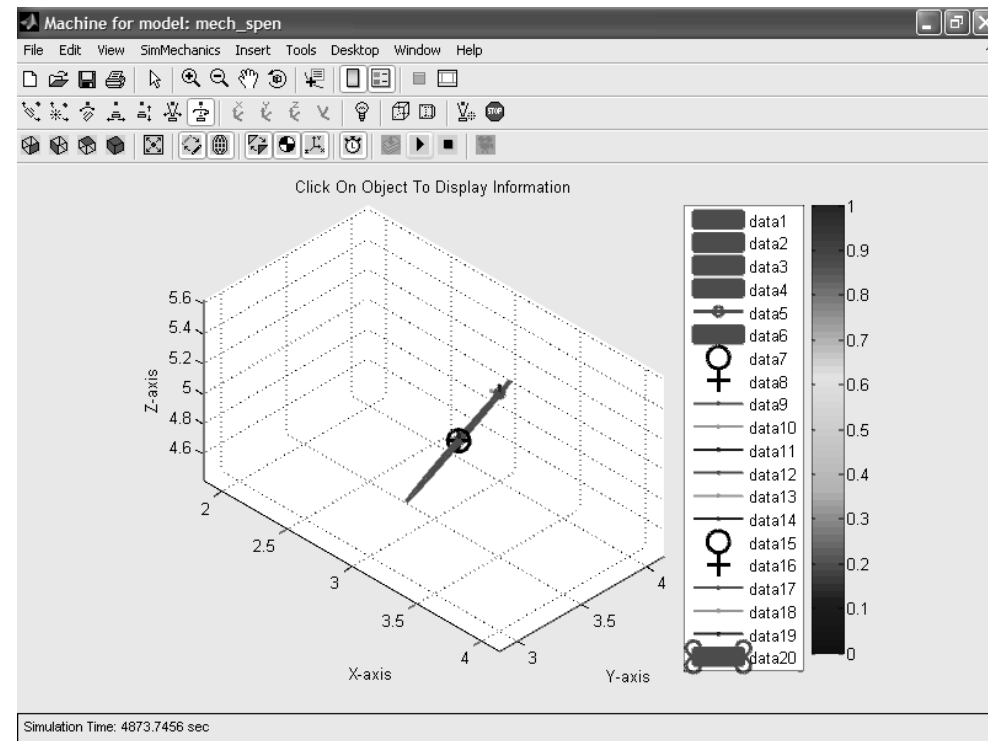 Machine for model: mech_spen
File Edit View SimMechanics Insert Tools Desktop Window Help
STOP
Click On Object To Display Information
5.6
5.4
5.2
5
4.8
4.6
Z-axis
2
2.5
3
3.5
4
X-axis
3
3.5
4
Y-axis
data1
data2
data3
data4
data5
data6
data7
data8
data9
data10
data11
data12
data13
data14
data15
data16
data17
data18
data19
data20
1
0.9
0.8
0.7
0.6
0.5
0.4
0.3
0.2
0.1
0
Simulation Time: 4873.7456 sec